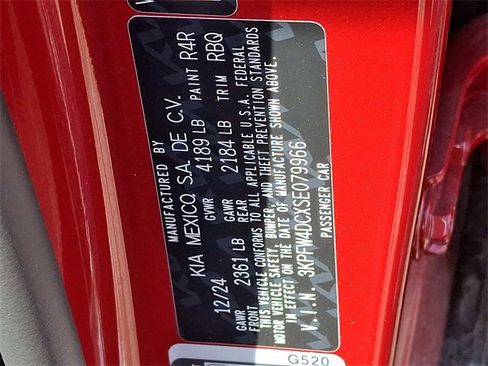 MANUFACTURED BY
KIA MEXICO, S.A. DE C.V.
12/24 GVWR 4189 LB PAINT R4R
GAWR FRONT 2361 LB GAWR REAR 2184 LB TRIM RBQ
THIS VEHICLE CONFORMS TO ALL APPLICABLE U.S.A. FEDERAL
MOTOR VEHICLE SAFETY, BUMPER, AND THEFT PREVENTION STANDARDS
IN EFFECT ON THE DATE OF MANUFACTURE SHOWN ABOVE.
V.I.N. 3KPFW4DCXSE079966
PASSENGER CAR
G520